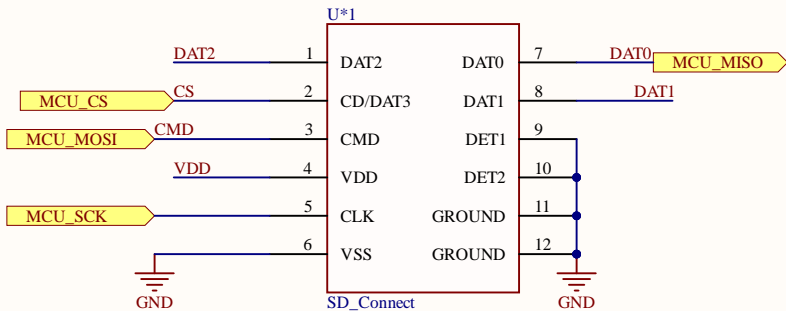 U*1
DAT2 1 DAT2 DAT0 7 DAT0 MCU_MISO
MCU_CS CS 2 CD/DAT3 DAT1 8 DAT1
MCU_MOSI CMD 3 CMD DET1 9
VDD 4 VDD DET2 10
MCU_SCK 5 CLK GROUND 11
6 VSS GROUND 12
GND SD_Connect GND